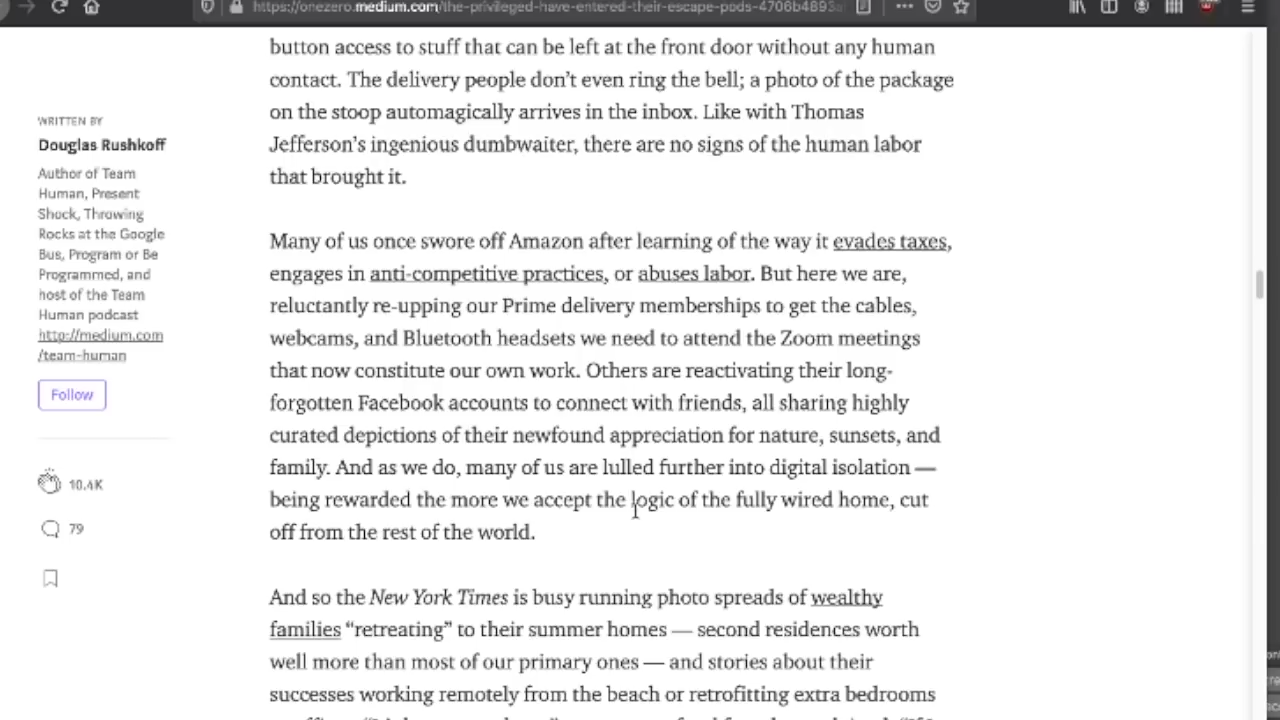 https://onezero.medium.com/the-privileged-have-entered-their-escape-pods-4706b4893a
button access to stuff that can be left at the front door without any human
contact. The delivery people don’t even ring the bell; a photo of the package
on the stoop automagically arrives in the inbox. Like with Thomas
Jefferson’s ingenious dumbwaiter, there are no signs of the human labor
that brought it.
WRITTEN BY
Douglas Rushkoff
Author of Team
Human, Present
Shock, Throwing
Rocks at the Google
Bus, Program or Be
Programmed, and
host of the Team
Human podcast
http://medium.com
/team-human
Follow
10.4K
79
Many of us once swore off Amazon after learning of the way it evades taxes,
engages in anti-competitive practices, or abuses labor. But here we are,
reluctantly re-upping our Prime delivery memberships to get the cables,
webcams, and Bluetooth headsets we need to attend the Zoom meetings
that now constitute our own work. Others are reactivating their long-
forgotten Facebook accounts to connect with friends, all sharing highly
curated depictions of their newfound appreciation for nature, sunsets, and
family. And as we do, many of us are lulled further into digital isolation —
being rewarded the more we accept the logic of the fully wired home, cut
off from the rest of the world.
And so the New York Times is busy running photo spreads of wealthy
families “retreating” to their summer homes — second residences worth
well more than most of our primary ones — and stories about their
successes working remotely from the beach or retrofitting extra bedrooms